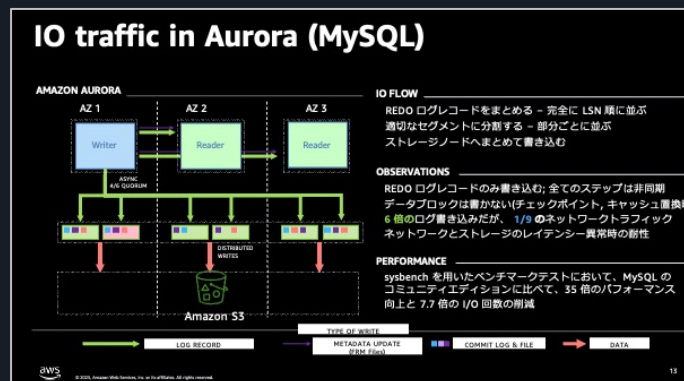 IO traffic in Aurora (MySQL)
AMAZON AURORA
AZ 1
AZ 2
AZ 3
Writer
Reader
Reader
ASYNC
4/6 QUORUM
DISTRIBUTED
WRITES
Amazon S3
IO FLOW
REDO ログレコードをまとめる – 完全に LSN 順に並ぶ
適切なセグメントに分割する – 部分ごとに並ぶ
ストレージノードへまとめて書き込む
OBSERVATIONS
REDO ログレコードのみ書き込む; 全てのステップは非同期
データブロックは書かない(チェックポイント, キャッシュ置換時
6 倍のログ書き込みだが、 1/9 のネットワークトラフィック
ネットワークとストレージのレイテンシー異常時の耐性
PERFORMANCE
sysbench を用いたベンチマークテストにおいて、MySQL の
コミュニティエディションに比べて、35 倍のパフォーマンス
向上と 7.7 倍の I/O 回数の削減
TYPE OF WRITE
LOG RECORD
METADATA UPDATE
(FRM Files)
COMMIT LOG & FILE
DATA
aws
© 2025, Amazon Web Services, Inc. or its affiliates. All rights reserved.
13